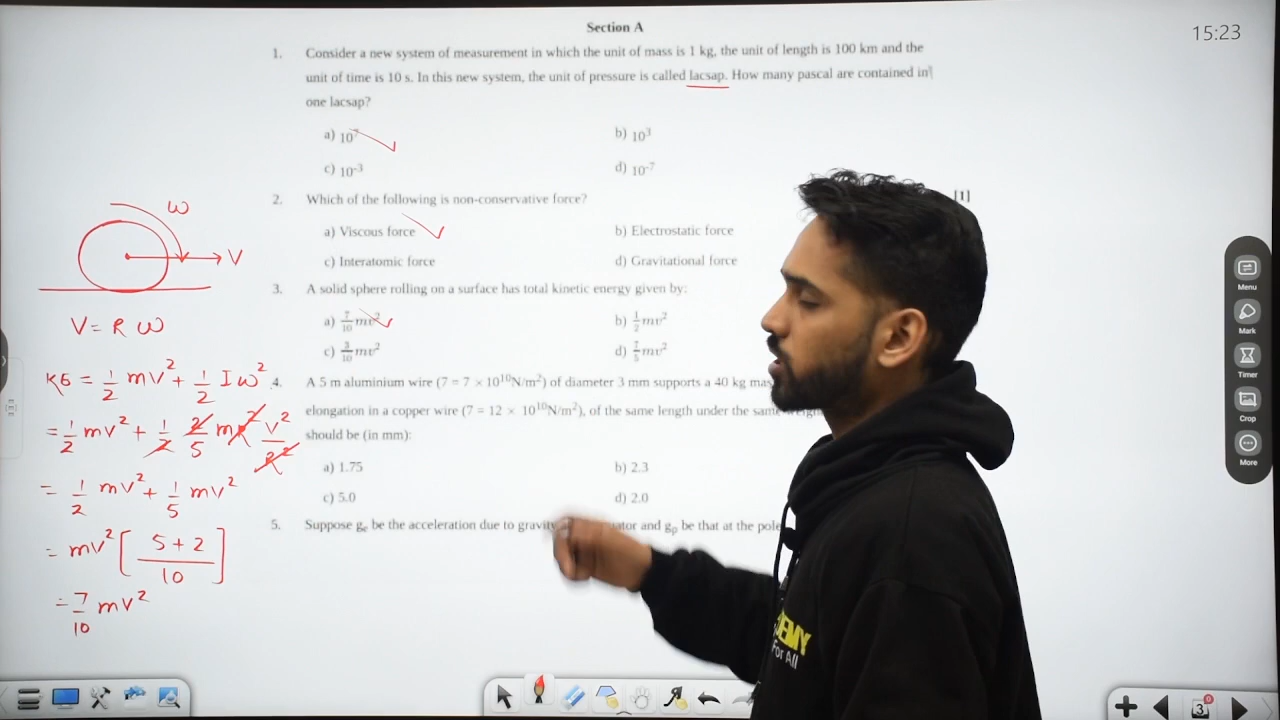 Section A
15:23
1. Consider a new system of measurement in which the unit of mass is 1 kg, the unit of length is 100 km and the
unit of time is 10 s. In this new system, the unit of pressure is called lacsap. How many pascal are contained in
one lacsap?
a) 10⁻⁷ b) 10³
c) 10⁻³ d) 10⁻⁷
[1]
2. Which of the following is non-conservative force?
a) Viscous force b) Electrostatic force
c) Interatomic force d) Gravitational force
3. A solid sphere rolling on a surface has total kinetic energy given by:
a) 7/10 mv² b) 1/2 mv²
c) 3/10 mv² d) 7/5 mv²
4. A 5 m aluminium wire (7 = 7 × 10¹⁰N/m²) of diameter 3 mm supports a 40 kg
elongation in a copper wire (7 = 12 × 10¹⁰N/m²), of the same length under the same
should be (in mm):
a) 1.75 b) 2.3
c) 5.0 d) 2.0
5. Suppose gₑ be the acceleration due to and gₚ be that at the
ω
V
V = R ω
KE = 1/2 mv² + 1/2 I ω²
= 1/2 mv² + 1/2 2/5 mR² v²/R²
= 1/2 mv² + 1/5 mv²
= mv² [ 5 + 2 / 10 ]
= 7/10 mv²
Menu
Mark
Timer
Crop
More
For All
3